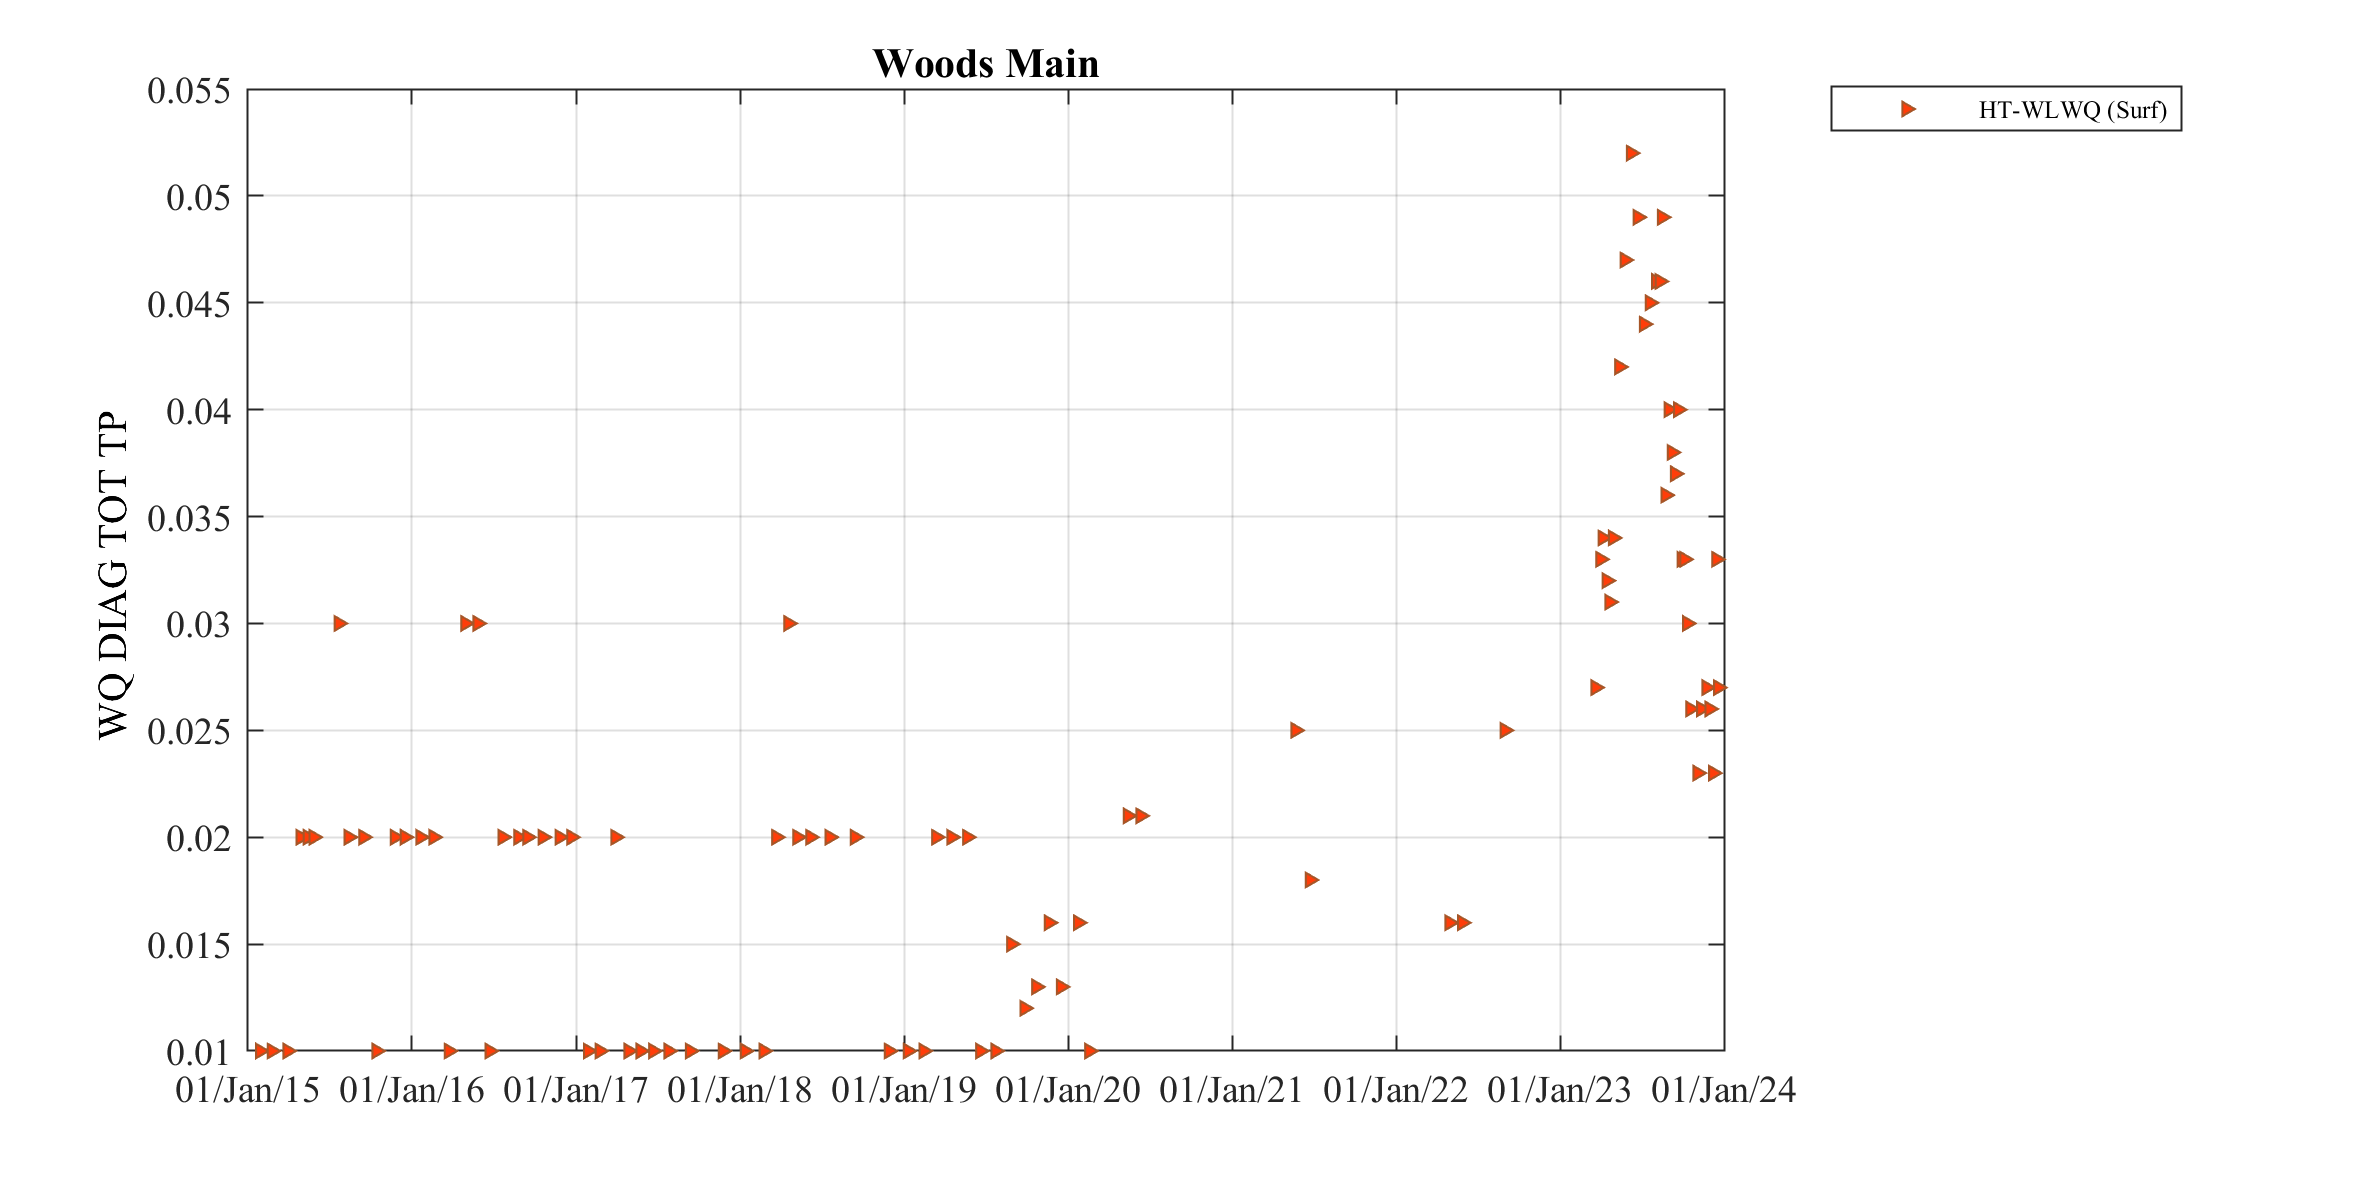 Woods Main
HT-WLWQ (Surf)
WQ DIAG TOT TP
0.055
0.05
0.045
0.04
0.035
0.03
0.025
0.02
0.015
0.01
01/Jan/15 01/Jan/16 01/Jan/17 01/Jan/18 01/Jan/19 01/Jan/20 01/Jan/21 01/Jan/22 01/Jan/23 01/Jan/24